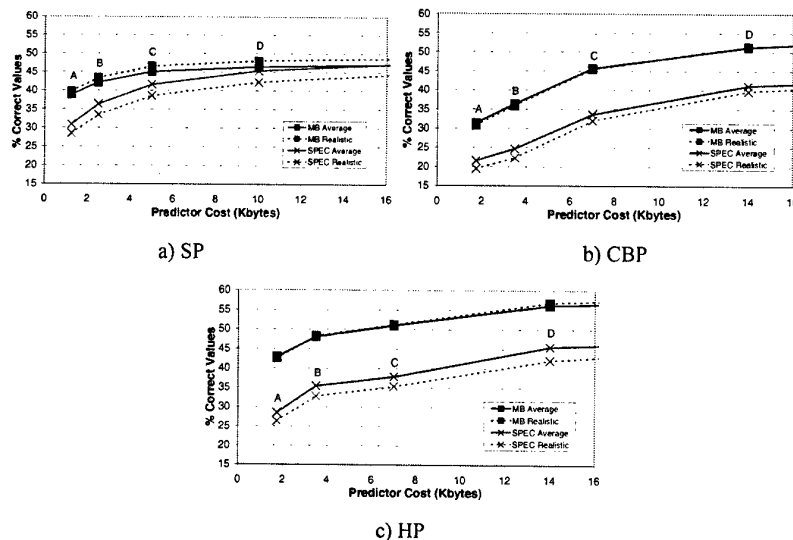 60
55
50
45
40
35
30
25
20
15
% Correct Values
A
B
C
D
MB Average
MB Realistic
SPEC Average
SPEC Realistic
0 2 4 6 8 10 12 14 16
Predictor Cost (Kbytes)
a) SP
60
55
50
45
40
35
30
25
20
15
% Correct Values
A
B
C
D
MB Average
MB Realistic
SPEC Average
SPEC Realistic
0 2 4 6 8 10 12 14 16
Predictor Cost (Kbytes)
b) CBP
60
55
50
45
40
35
30
25
20
15
% Correct Values
A
B
C
D
MB Average
MB Realistic
SPEC Average
SPEC Realistic
0 2 4 6 8 10 12 14 16
Predictor Cost (Kbytes)
c) HP